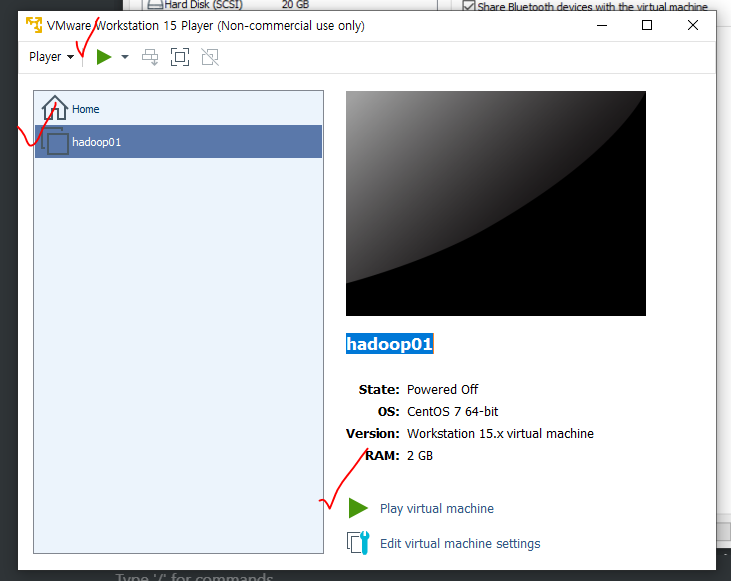 Hard Disk (SCSI) 20 GB Share Bluetooth devices with the virtual machine
VMware Workstation 15 Player (Non-commercial use only)
Player
Home
hadoop01
hadoop01
State: Powered Off
OS: CentOS 7 64-bit
Version: Workstation 15.x virtual machine
RAM: 2 GB
Play virtual machine
Edit virtual machine settings
Type '/' for commands